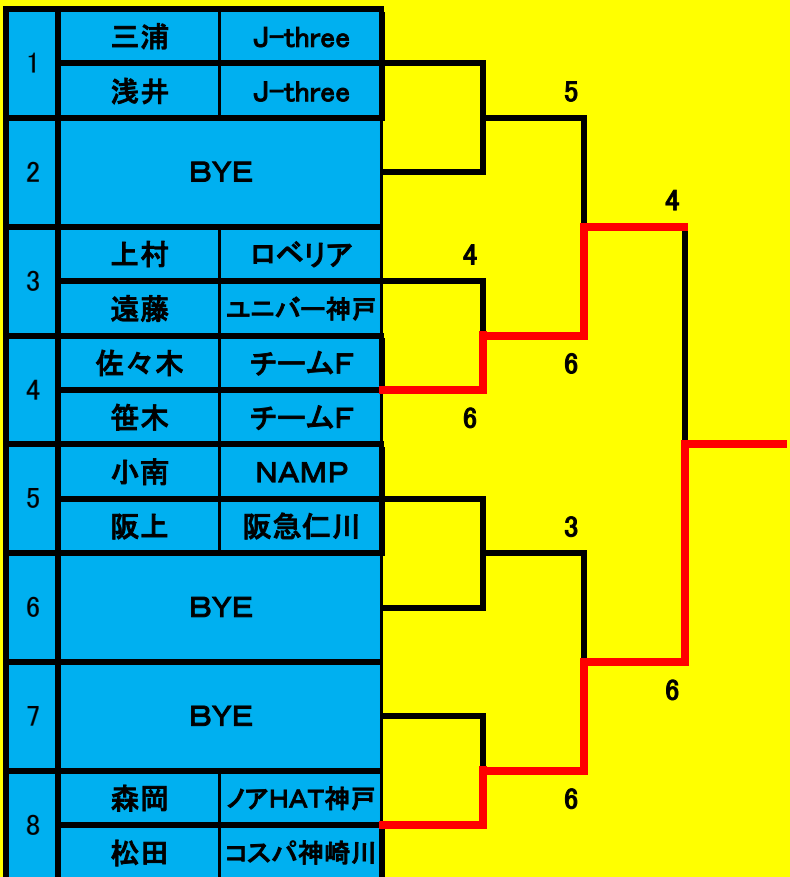 1 三浦 J-three
浅井 J-three
5
2 BYE
4
3 上村 ロベリア
4
遠藤 ユニバー神戸
4 佐々木 チームF
6
笹木 チームF
6
5 小南 NAMP
阪上 阪急仁川
3
6 BYE
6
7 BYE
8 森岡 ノアHAT神戸
6
松田 コスパ神崎川